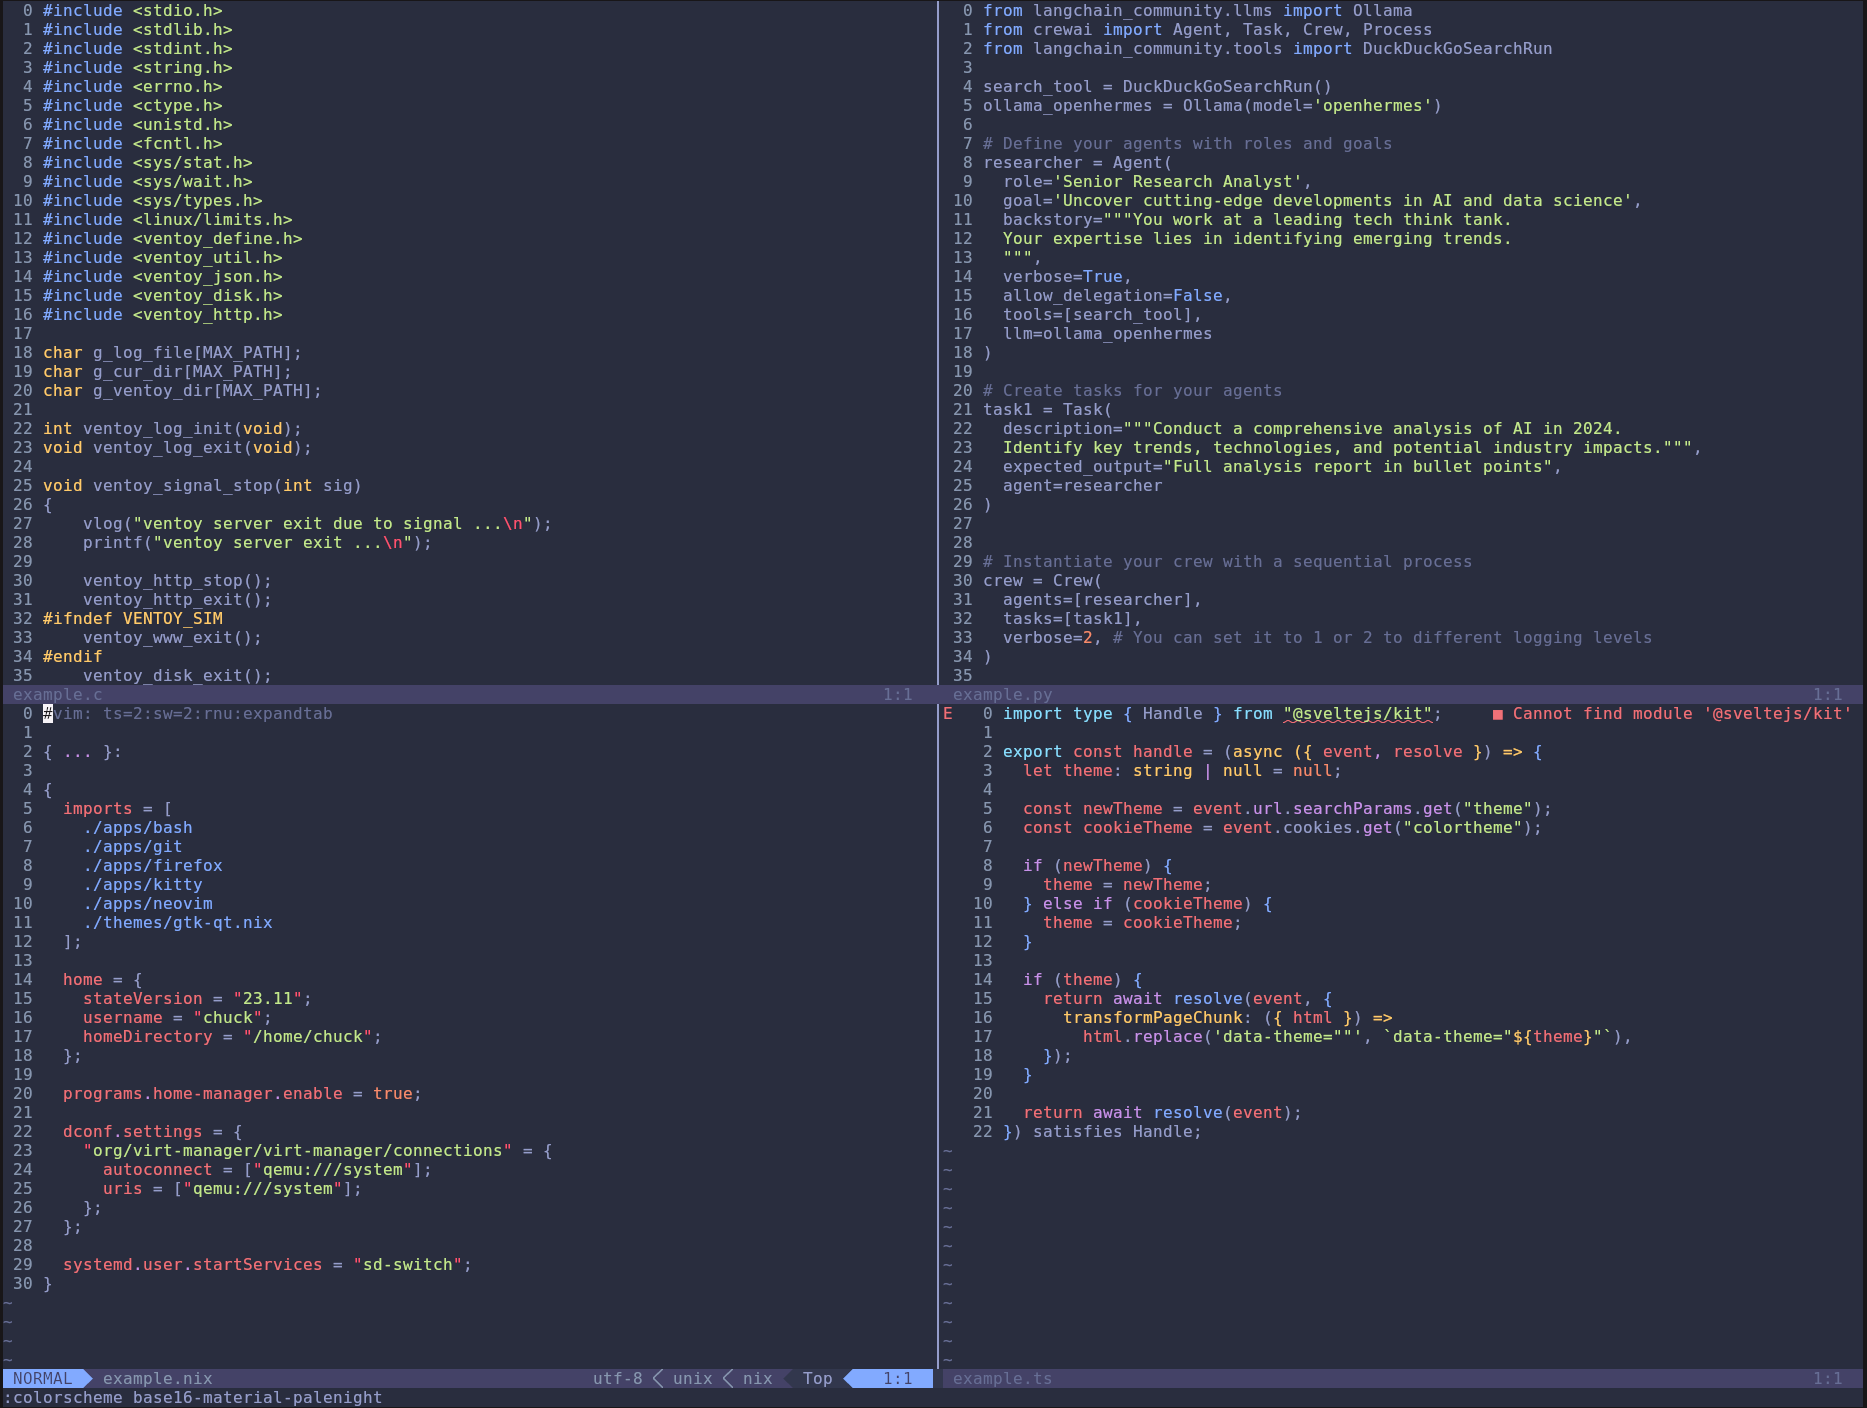 0 #include <stdio.h>
1 #include <stdlib.h>
2 #include <stdint.h>
3 #include <string.h>
4 #include <errno.h>
5 #include <ctype.h>
6 #include <unistd.h>
7 #include <fcntl.h>
8 #include <sys/stat.h>
9 #include <sys/wait.h>
10 #include <sys/types.h>
11 #include <linux/limits.h>
12 #include <ventoy_define.h>
13 #include <ventoy_util.h>
14 #include <ventoy_json.h>
15 #include <ventoy_disk.h>
16 #include <ventoy_http.h>
17
18 char g_log_file[MAX_PATH];
19 char g_cur_dir[MAX_PATH];
20 char g_ventoy_dir[MAX_PATH];
21
22 int ventoy_log_init(void);
23 void ventoy_log_exit(void);
24
25 void ventoy_signal_stop(int sig)
26 {
27     vlog("ventoy server exit due to signal ...\n");
28     printf("ventoy server exit ...\n");
29
30     ventoy_http_stop();
31     ventoy_http_exit();
32 #ifndef VENTOY_SIM
33     ventoy_www_exit();
34 #endif
35     ventoy_disk_exit();
example.c 1:1
0 from langchain_community.llms import Ollama
1 from crewai import Agent, Task, Crew, Process
2 from langchain_community.tools import DuckDuckGoSearchRun
3
4 search_tool = DuckDuckGoSearchRun()
5 ollama_openhermes = Ollama(model='openhermes')
6
7 # Define your agents with roles and goals
8 researcher = Agent(
9   role='Senior Research Analyst',
10   goal='Uncover cutting-edge developments in AI and data science',
11   backstory="""You work at a leading tech think tank.
12   Your expertise lies in identifying emerging trends.
13   """,
14   verbose=True,
15   allow_delegation=False,
16   tools=[search_tool],
17   llm=ollama_openhermes
18 )
19
20 # Create tasks for your agents
21 task1 = Task(
22   description="""Conduct a comprehensive analysis of AI in 2024.
23   Identify key trends, technologies, and potential industry impacts.""",
24   expected_output="Full analysis report in bullet points",
25   agent=researcher
26 )
27
28
29 # Instantiate your crew with a sequential process
30 crew = Crew(
31   agents=[researcher],
32   tasks=[task1],
33   verbose=2, # You can set it to 1 or 2 to different logging levels
34 )
35
example.py 1:1
0 #vim: ts=2:sw=2:rnu:expandtab
1
2 { ... }:
3
4 {
5   imports = [
6     ./apps/bash
7     ./apps/git
8     ./apps/firefox
9     ./apps/kitty
10     ./apps/neovim
11     ./themes/gtk-qt.nix
12   ];
13
14   home = {
15     stateVersion = "23.11";
16     username = "chuck";
17     homeDirectory = "/home/chuck";
18   };
19
20   programs.home-manager.enable = true;
21
22   dconf.settings = {
23     "org/virt-manager/virt-manager/connections" = {
24       autoconnect = ["qemu:///system"];
25       uris = ["qemu:///system"];
26     };
27   };
28
29   systemd.user.startServices = "sd-switch";
30 }
~
~
~
~
NORMAL example.nix utf-8 unix nix Top 1:1
E 0 import type { Handle } from "@sveltejs/kit"; ■ Cannot find module '@sveltejs/kit'
1
2 export const handle = (async ({ event, resolve }) => {
3   let theme: string | null = null;
4
5   const newTheme = event.url.searchParams.get("theme");
6   const cookieTheme = event.cookies.get("colortheme");
7
8   if (newTheme) {
9     theme = newTheme;
10   } else if (cookieTheme) {
11     theme = cookieTheme;
12   }
13
14   if (theme) {
15     return await resolve(event, {
16       transformPageChunk: ({ html }) =>
17         html.replace('data-theme=""', `data-theme="${theme}"`),
18     });
19   }
20
21   return await resolve(event);
22 }) satisfies Handle;
~
~
~
~
~
~
~
~
~
~
~
~
example.ts 1:1
:colorscheme base16-material-palenight